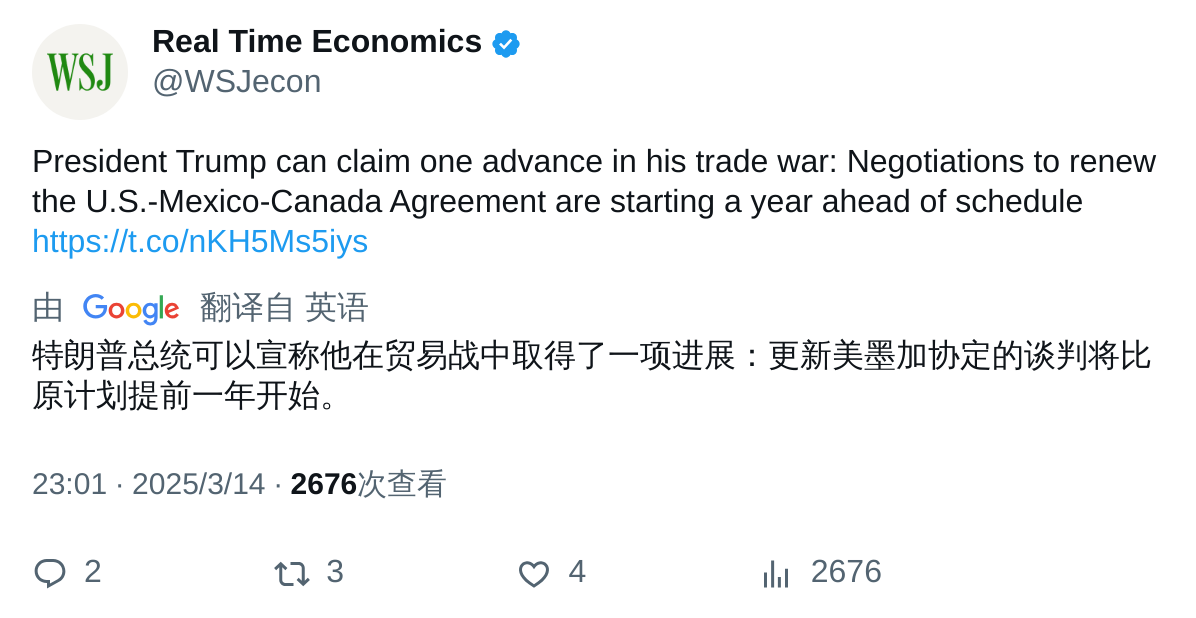 WSJ
Real Time Economics
@WSJecon
President Trump can claim one advance in his trade war: Negotiations to renew
the U.S.-Mexico-Canada Agreement are starting a year ahead of schedule
https://t.co/nKH5Ms5iys
由 Google 翻译自 英语
特朗普总统可以宣称他在贸易战中取得了一项进展：更新美墨加协定的谈判将比
原计划提前一年开始。
23:01 · 2025/3/14 · 2676次查看
2 3 4 2676